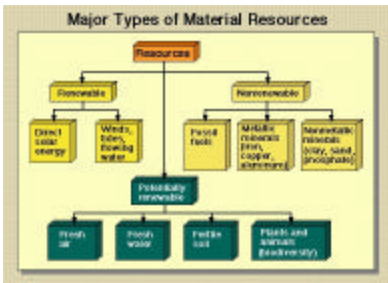 Major Types of Material Resources
Resources
Renewable
Nonrenewable
Direct
solar
energy
Winds,
tides,
flowing
water
Fossil
fuels
Metallic
minerals
(iron,
copper,
aluminum)
Nonmetallic
minerals
(clay, sand,
phosphate)
Potentially
renewable
Fresh
air
Fresh
water
Fertile
soil
Plants and
animals
(biodiversity)